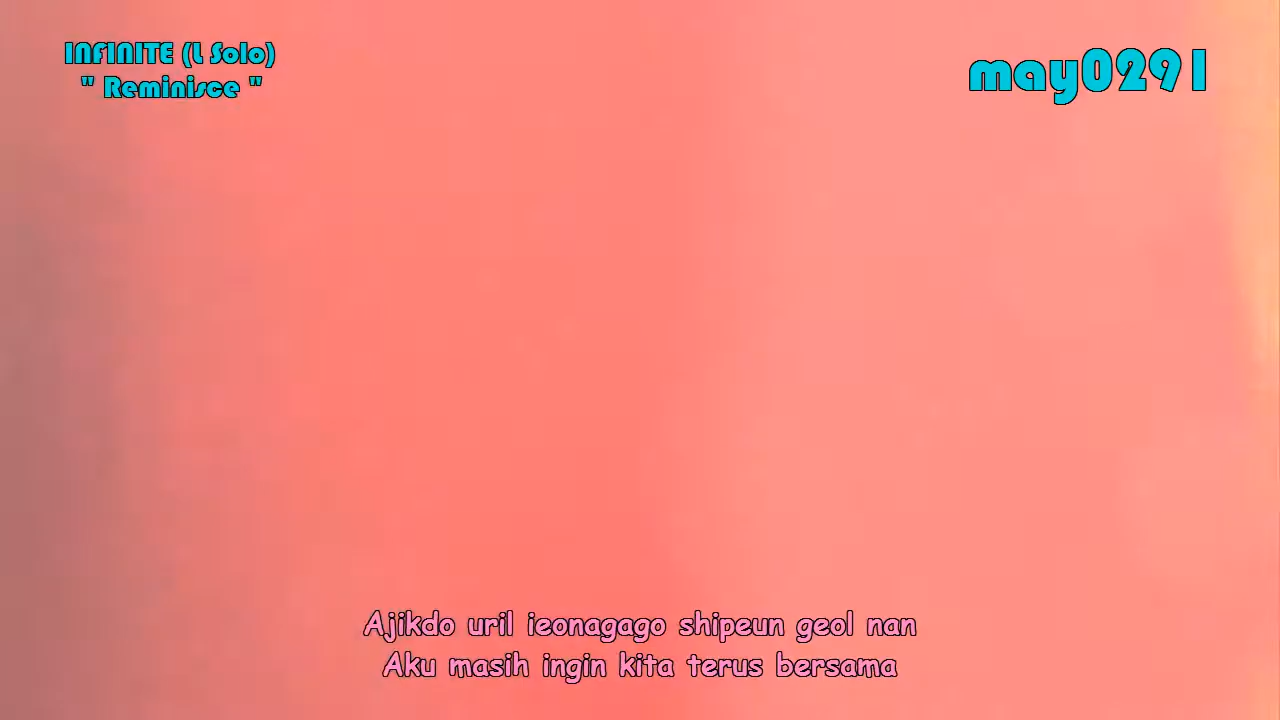 INFINITE (L Solo)
" Reminisce "
may0291
Ajikdo uril ieonagago shipeun geol nan
Aku masih ingin kita terus bersama